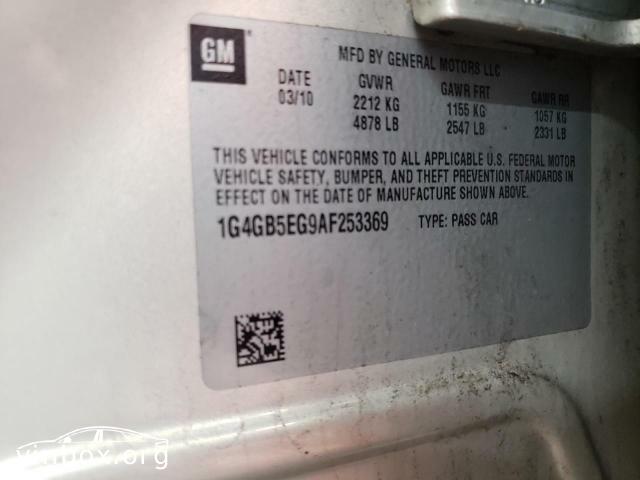 GM
MFD BY GENERAL MOTORS LLC
DATE GVWR GAWR FRT GAWR RR
03/10 2212 KG 1155 KG 1057 KG
4878 LB 2547 LB 2331 LB
THIS VEHICLE CONFORMS TO ALL APPLICABLE U.S. FEDERAL MOTOR
VEHICLE SAFETY, BUMPER, AND THEFT PREVENTION STANDARDS IN
EFFECT ON THE DATE OF MANUFACTURE SHOWN ABOVE.
1G4GB5EG9AF253369 TYPE: PASS CAR
vinpox.org